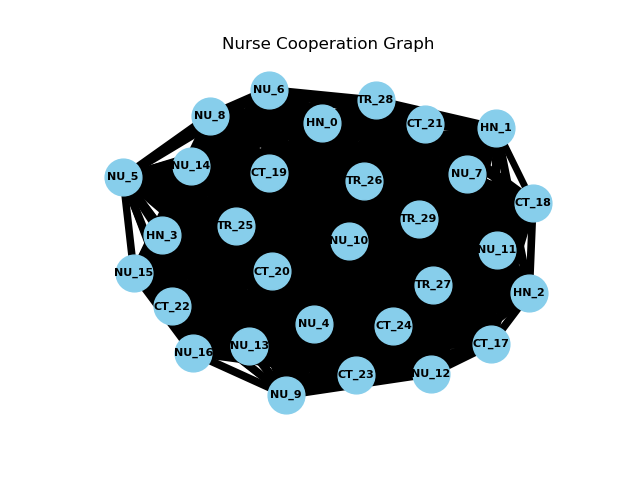 Nurse Cooperation Graph
NU_6
TR_28
NU_8
HN_0
CT_21
HN_1
NU_14
CT_19
NU_7
NU_5
TR_26
CT_18
TR_29
TR_25
HN_3
NU_10
NU_11
NU_15
CT_20
TR_27
HN_2
CT_22
NU_4
CT_24
CT_17
NU_13
NU_16
CT_23
NU_12
NU_9